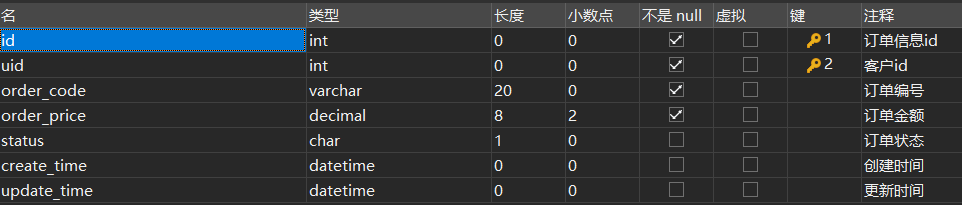 名 类型 长度 小数点 不是 null 虚拟 键 注释
id int 0 0 1 订单信息id
uid int 0 0 2 客户id
order_code varchar 20 0 订单编号
order_price decimal 8 2 订单金额
status char 1 0 订单状态
create_time datetime 0 0 创建时间
update_time datetime 0 0 更新时间